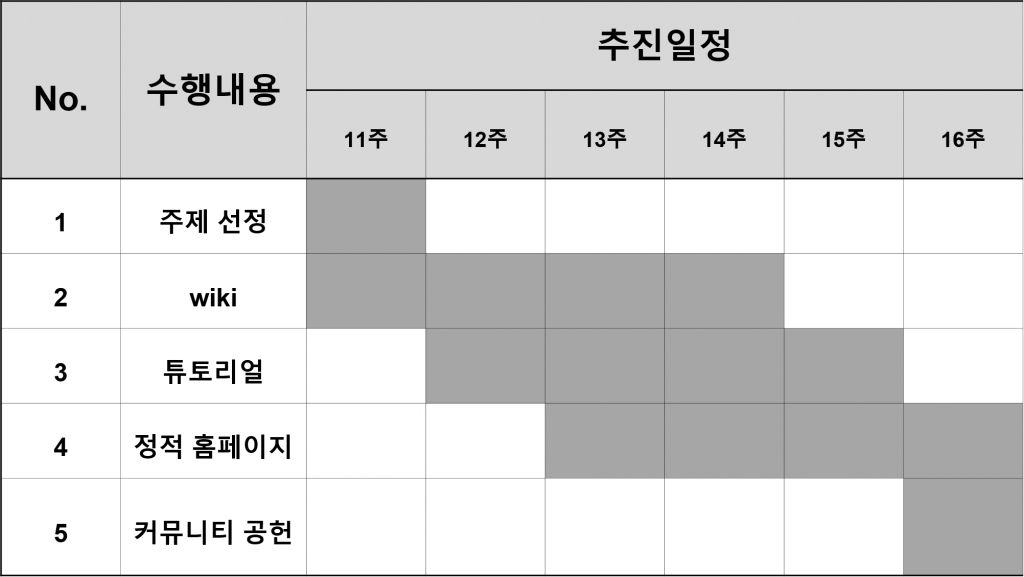 No.
수행내용
추진일정
11주 12주 13주 14주 15주 16주
1 주제 선정
2 wiki
3 튜토리얼
4 정적 홈페이지
5 커뮤니티 공헌